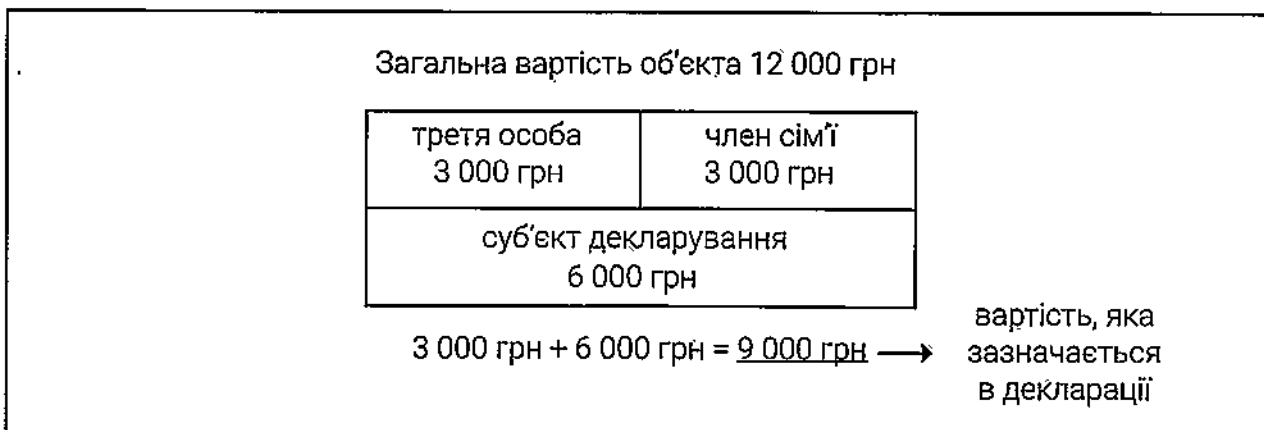 Загальна вартість об'єкта 12 000 грн
третя особа
3 000 грн
член сім'ї
3 000 грн
суб'єкт декларування
6 000 грн
3 000 грн + 6 000 грн = 9 000 грн →
вартість, яка
зазначається
в декларації